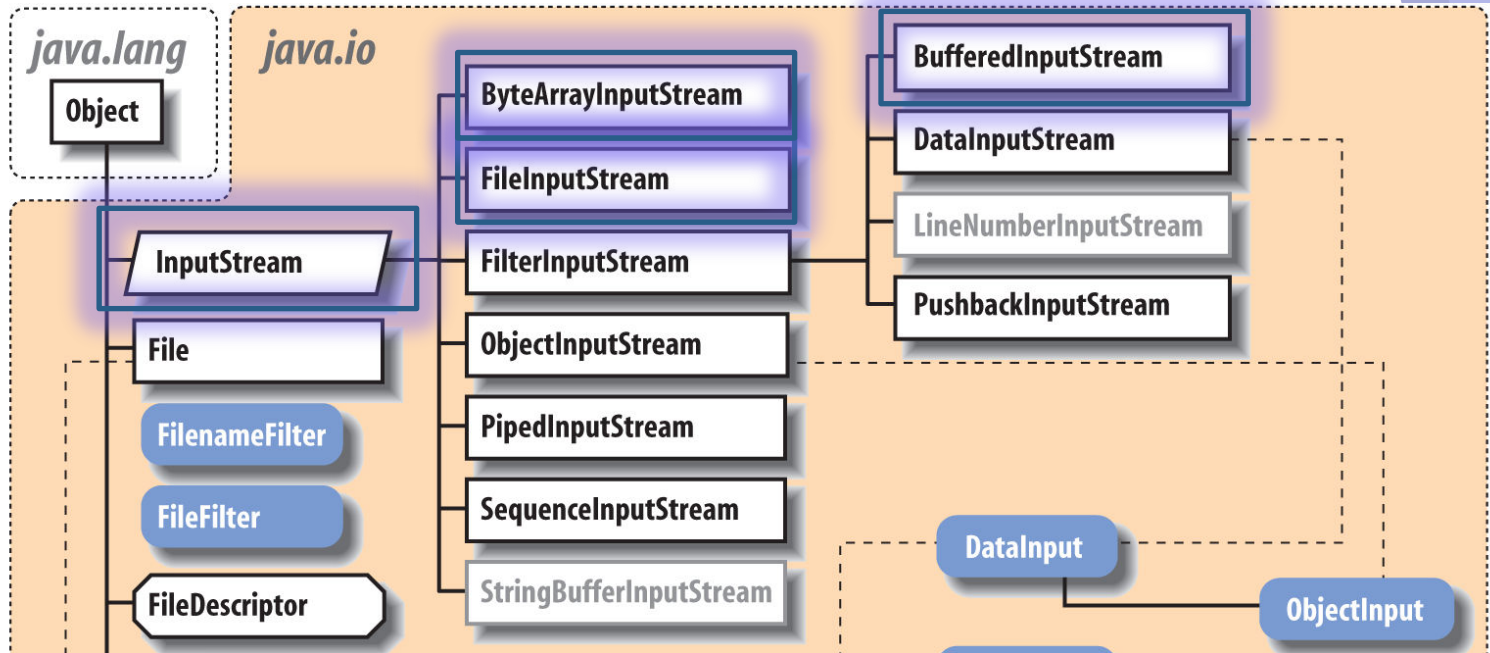 java.lang
java.io
Object
InputStream
File
FilenameFilter
FileFilter
FileDescriptor
ByteArrayInputStream
FileInputStream
FilterInputStream
ObjectInputStream
PipedInputStream
SequenceInputStream
StringBufferInputStream
BufferedInputStream
DataInputStream
LineNumberInputStream
PushbackInputStream
DataInput
ObjectInput